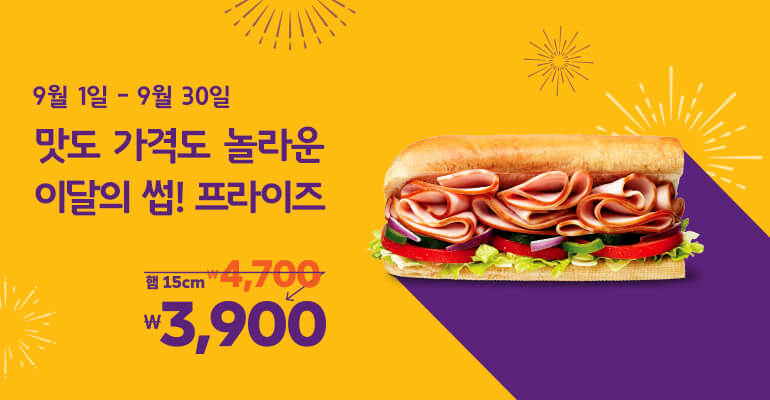 9월 1일 - 9월 30일
맛도 가격도 놀라운
이달의 썹! 프라이즈
햄 15cm ₩4,700
₩3,900